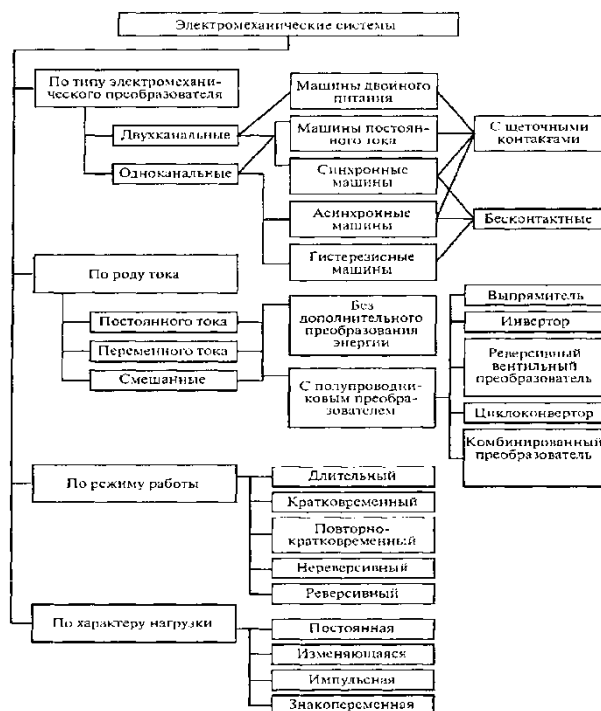 Электромеханические системы
По типу электромехани-
ческого преобразователя
Двухканальные
Одноканальные
Машины двойного
питания
Машины постоян-
ного тока
Синхронные
машины
Асинхронные
машины
Гистерезисные
машины
С щеточными
контактами
Бесконтактные
По роду тока
Постоянного тока
Переменного тока
Смешанные
Без
дополнительного
преобразования
энергии
С полупроводни-
ковым преобра-
зователем
Выпрямитель
Инвертор
Реверсивный
вентильный
преобразователь
Циклоконвертор
Комбинированный
преобразователь
По режиму работы
Длительный
Кратковременный
Повторно-
кратковременный
Нереверсивный
Реверсивный
По характеру нагрузки
Постоянная
Изменяющаяся
Импульсная
Знакопеременная